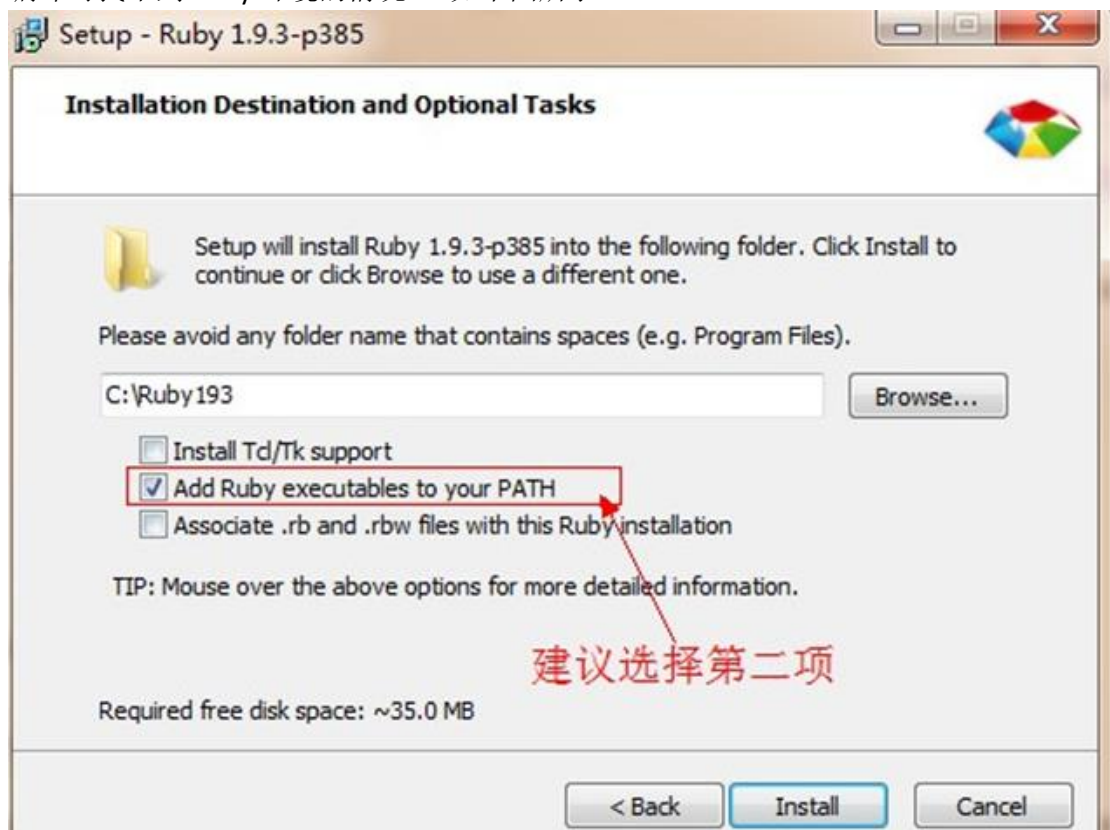 Setup - Ruby 1.9.3-p385
Installation Destination and Optional Tasks
Setup will install Ruby 1.9.3-p385 into the following folder. Click Install to
continue or click Browse to use a different one.
Please avoid any folder name that contains spaces (e.g. Program Files).
C:\Ruby193
Browse...
Install Tcl/Tk support
Add Ruby executables to your PATH
Associate .rb and .rbw files with this Ruby installation
TIP: Mouse over the above options for more detailed information.
建议选择第二项
Required free disk space: ~35.0 MB
< Back
Install
Cancel